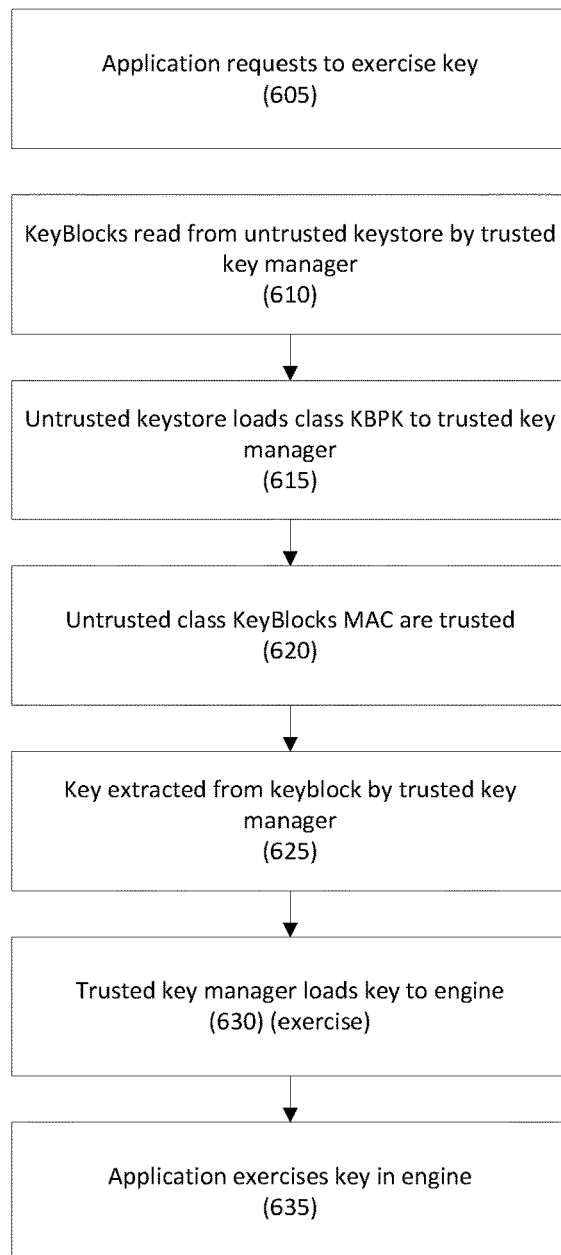 Application requests to exercise key
(605)
KeyBlocks read from untrusted keystore by trusted
key manager
(610)
Untrusted keystore loads class KBPK to trusted key
manager
(615)
Untrusted class KeyBlocks MAC are trusted
(620)
Key extracted from keyblock by trusted key
manager
(625)
Trusted key manager loads key to engine
(630) (exercise)
Application exercises key in engine
(635)